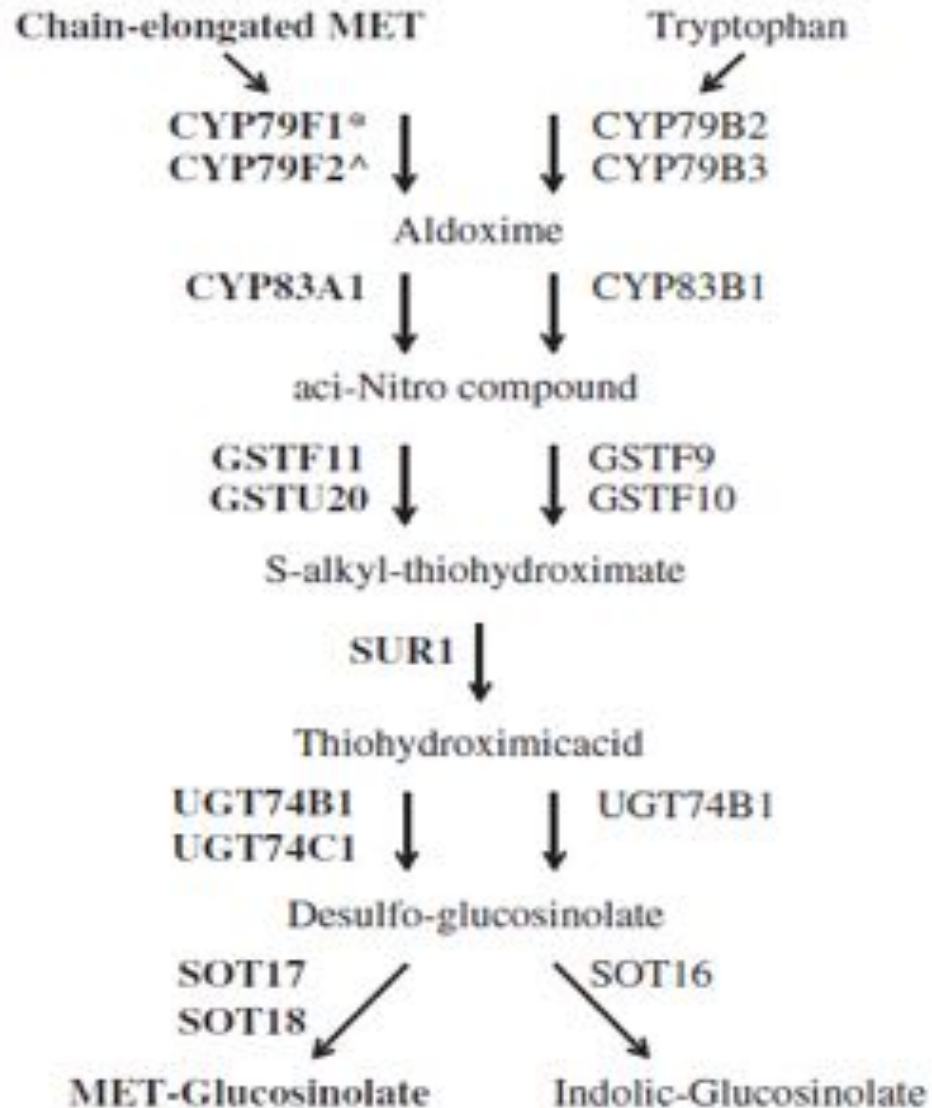 Chain-elongated MET Tryptophan
CYP79F1* CYP79B2
CYP79F2^ CYP79B3
Aldoxime
CYP83A1 CYP83B1
aci-Nitro compound
GSTF11 GSTF9
GSTU20 GSTF10
S-alkyl-thiohydroximate
SUR1
Thiohydroximicacid
UGT74B1 UGT74B1
UGT74C1
Desulfo-glucosinolate
SOT17 SOT16
SOT18
MET-Glucosinolate Indolic-Glucosinolate